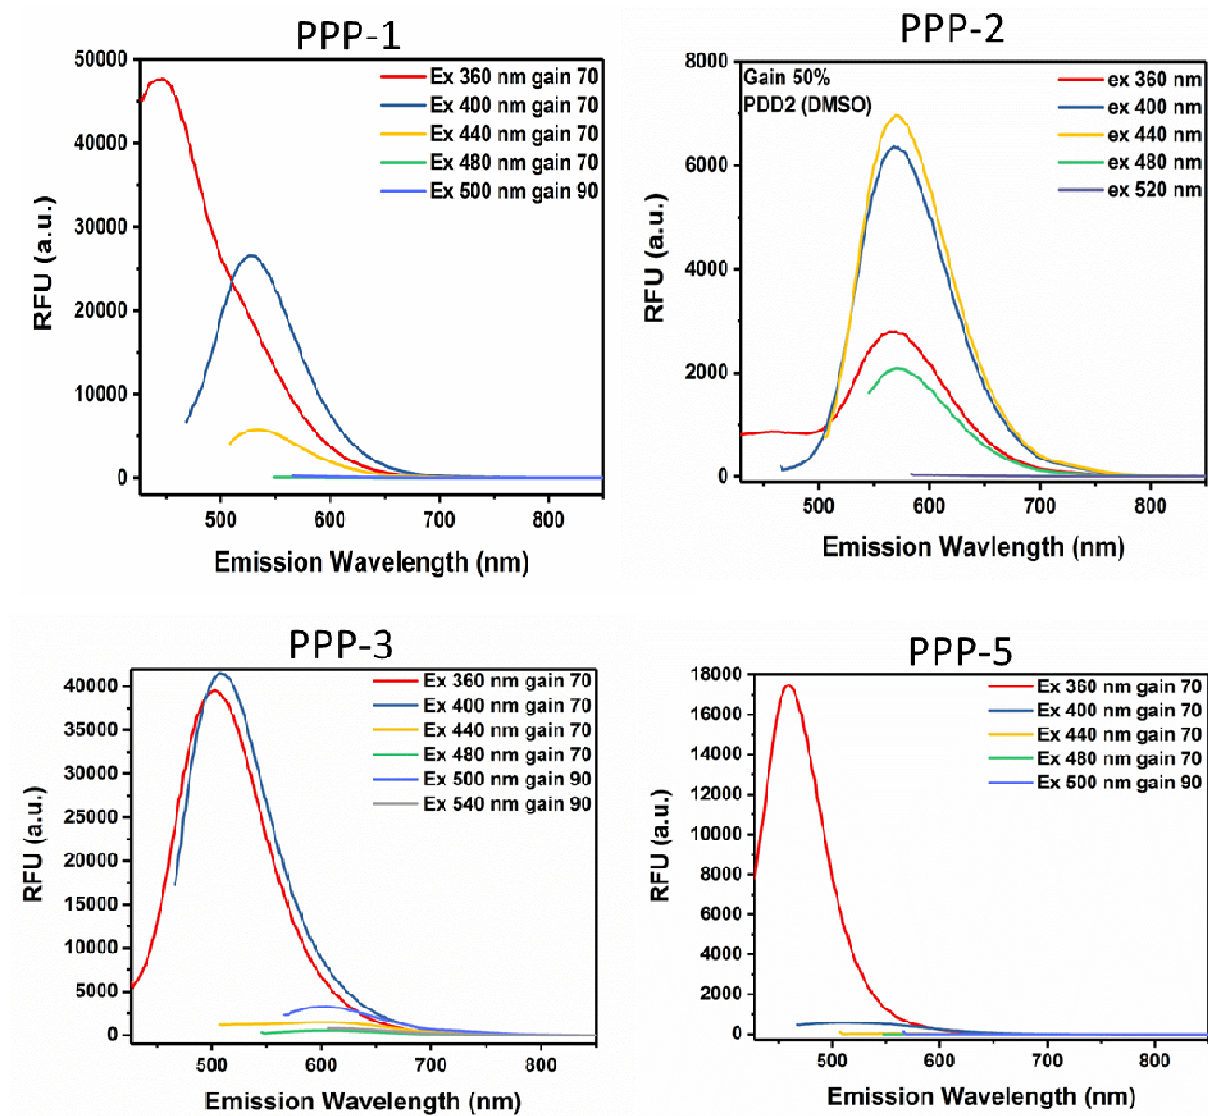 PPP-1
50000
40000
30000
20000
10000
0
RFU (a.u.)
Ex 360 nm gain 70
Ex 400 nm gain 70
Ex 440 nm gain 70
Ex 480 nm gain 70
Ex 500 nm gain 90
500 600 700 800
Emission Wavelength (nm)
PPP-2
8000
6000
4000
2000
0
RFU (a.u.)
Gain 50%
PDD2 (DMSO)
ex 360 nm
ex 400 nm
ex 440 nm
ex 480 nm
ex 520 nm
500 600 700 800
Emission Wavlength (nm)
PPP-3
40000
35000
30000
25000
20000
15000
10000
5000
0
RFU (a.u.)
Ex 360 nm gain 70
Ex 400 nm gain 70
Ex 440 nm gain 70
Ex 480 nm gain 70
Ex 500 nm gain 90
Ex 540 nm gain 90
500 600 700 800
Emission Wavelength (nm)
PPP-5
18000
16000
14000
12000
10000
8000
6000
4000
2000
0
RFU (a.u.)
Ex 360 nm gain 70
Ex 400 nm gain 70
Ex 440 nm gain 70
Ex 480 nm gain 70
Ex 500 nm gain 90
500 600 700 800
Emission Wavelength (nm)